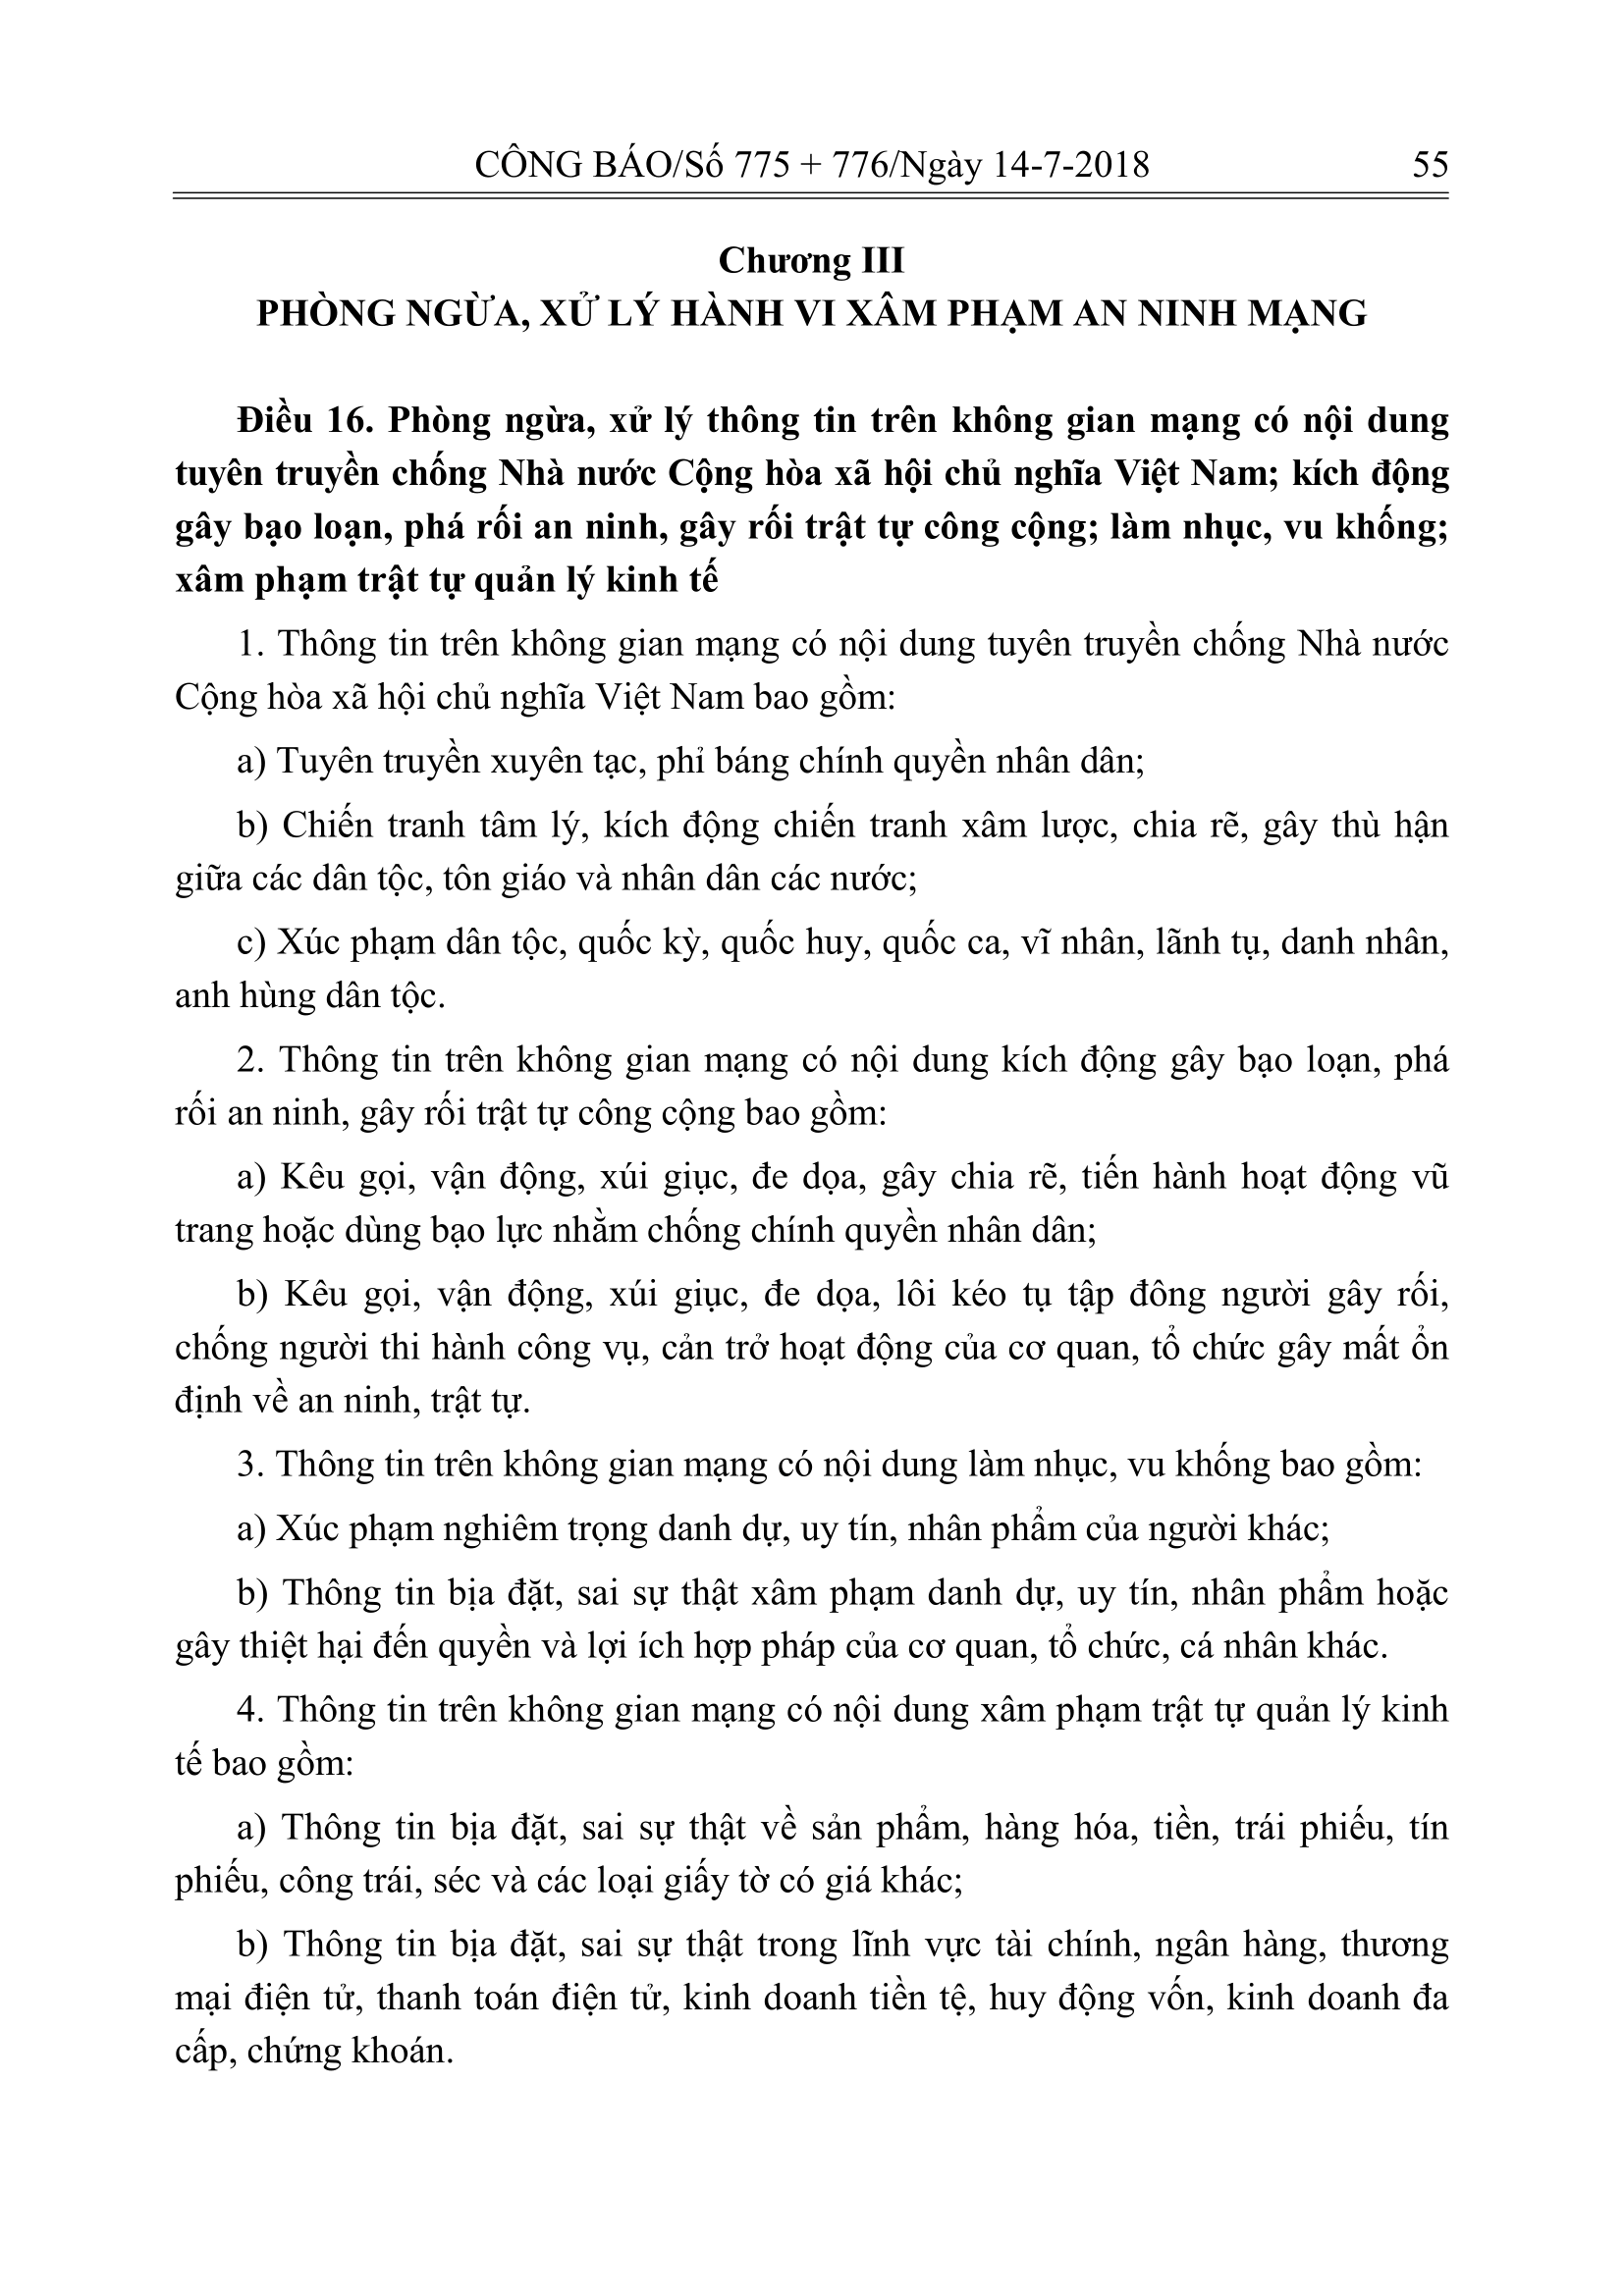 CÔNG BÁO/Số 775 + 776/Ngày 14-7-2018 55
Chương III
PHÒNG NGỪA, XỬ LÝ HÀNH VI XÂM PHẠM AN NINH MẠNG
Điều 16. Phòng ngừa, xử lý thông tin trên không gian mạng có nội dung
tuyên truyền chống Nhà nước Cộng hòa xã hội chủ nghĩa Việt Nam; kích động
gây bạo loạn, phá rối an ninh, gây rối trật tự công cộng; làm nhục, vu khống;
xâm phạm trật tự quản lý kinh tế
1. Thông tin trên không gian mạng có nội dung tuyên truyền chống Nhà nước
Cộng hòa xã hội chủ nghĩa Việt Nam bao gồm:
a) Tuyên truyền xuyên tạc, phỉ báng chính quyền nhân dân;
b) Chiến tranh tâm lý, kích động chiến tranh xâm lược, chia rẽ, gây thù hận
giữa các dân tộc, tôn giáo và nhân dân các nước;
c) Xúc phạm dân tộc, quốc kỳ, quốc huy, quốc ca, vĩ nhân, lãnh tụ, danh nhân,
anh hùng dân tộc.
2. Thông tin trên không gian mạng có nội dung kích động gây bạo loạn, phá
rối an ninh, gây rối trật tự công cộng bao gồm:
a) Kêu gọi, vận động, xúi giục, đe dọa, gây chia rẽ, tiến hành hoạt động vũ
trang hoặc dùng bạo lực nhằm chống chính quyền nhân dân;
b) Kêu gọi, vận động, xúi giục, đe dọa, lôi kéo tụ tập đông người gây rối,
chống người thi hành công vụ, cản trở hoạt động của cơ quan, tổ chức gây mất ổn
định về an ninh, trật tự.
3. Thông tin trên không gian mạng có nội dung làm nhục, vu khống bao gồm:
a) Xúc phạm nghiêm trọng danh dự, uy tín, nhân phẩm của người khác;
b) Thông tin bịa đặt, sai sự thật xâm phạm danh dự, uy tín, nhân phẩm hoặc
gây thiệt hại đến quyền và lợi ích hợp pháp của cơ quan, tổ chức, cá nhân khác.
4. Thông tin trên không gian mạng có nội dung xâm phạm trật tự quản lý kinh
tế bao gồm:
a) Thông tin bịa đặt, sai sự thật về sản phẩm, hàng hóa, tiền, trái phiếu, tín
phiếu, công trái, séc và các loại giấy tờ có giá khác;
b) Thông tin bịa đặt, sai sự thật trong lĩnh vực tài chính, ngân hàng, thương
mại điện tử, thanh toán điện tử, kinh doanh tiền tệ, huy động vốn, kinh doanh đa
cấp, chứng khoán.